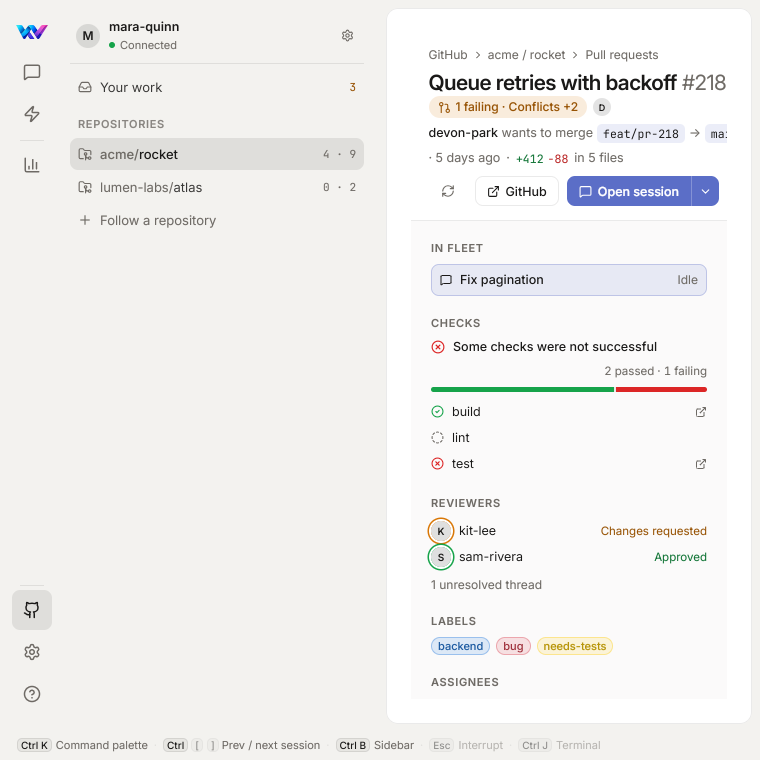 M
mara-quinn
Connected
Your work 3
REPOSITORIES
acme/rocket 4 · 9
lumen-labs/atlas 0 · 2
Follow a repository
GitHub acme / rocket Pull requests
Queue retries with backoff #218
1 failing · Conflicts +2 D
devon-park wants to merge feat/pr-218 → mai
· 5 days ago · +412 -88 in 5 files
GitHub Open session
IN FLEET
Fix pagination Idle
CHECKS
Some checks were not successful
2 passed · 1 failing
build
lint
test
REVIEWERS
K kit-lee Changes requested
S sam-rivera Approved
1 unresolved thread
LABELS
backend bug needs-tests
ASSIGNEES
Ctrl K Command palette · Ctrl [ ] Prev / next session · Ctrl B Sidebar · Esc Interrupt · Ctrl J Terminal